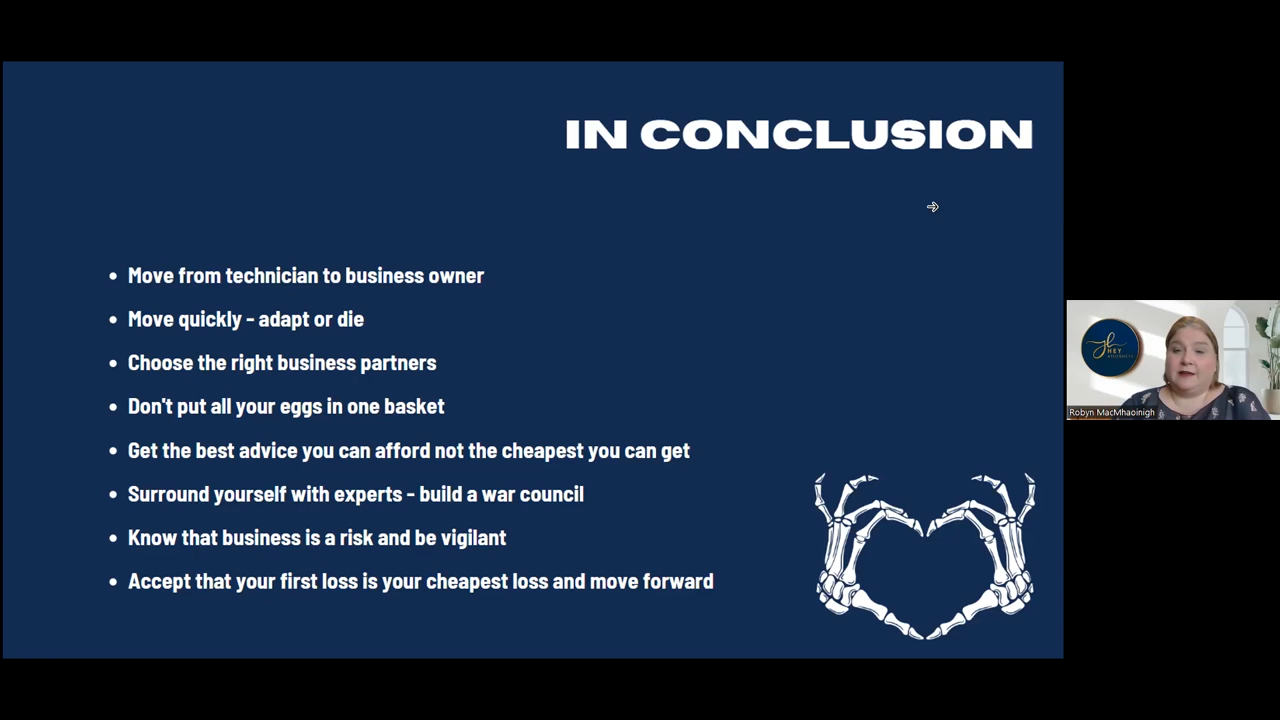 IN CONCLUSION
Move from technician to business owner
Move quickly - adapt or die
Choose the right business partners
Don't put all your eggs in one basket
Get the best advice you can afford not the cheapest you can get
Surround yourself with experts - build a war council
Know that business is a risk and be vigilant
Accept that your first loss is your cheapest loss and move forward
HEY
Robyn MacMhaoinigh